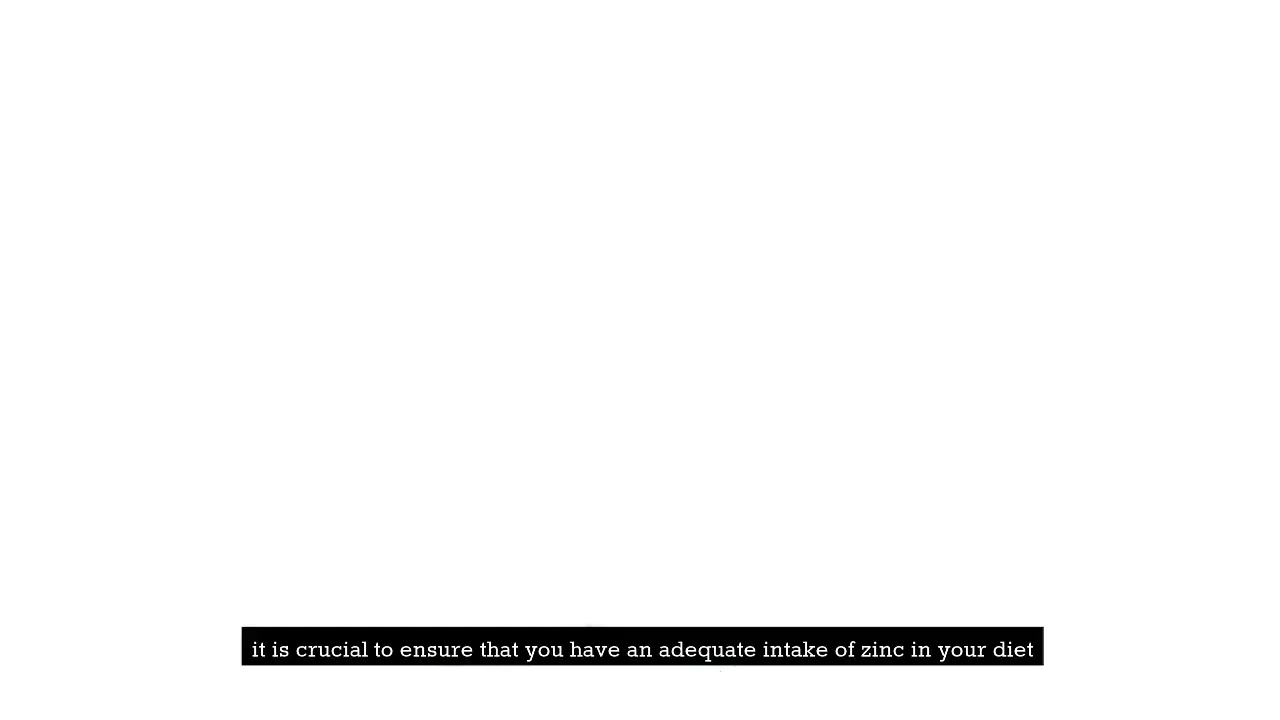 it is crucial to ensure that you have an adequate intake of zinc in your diet